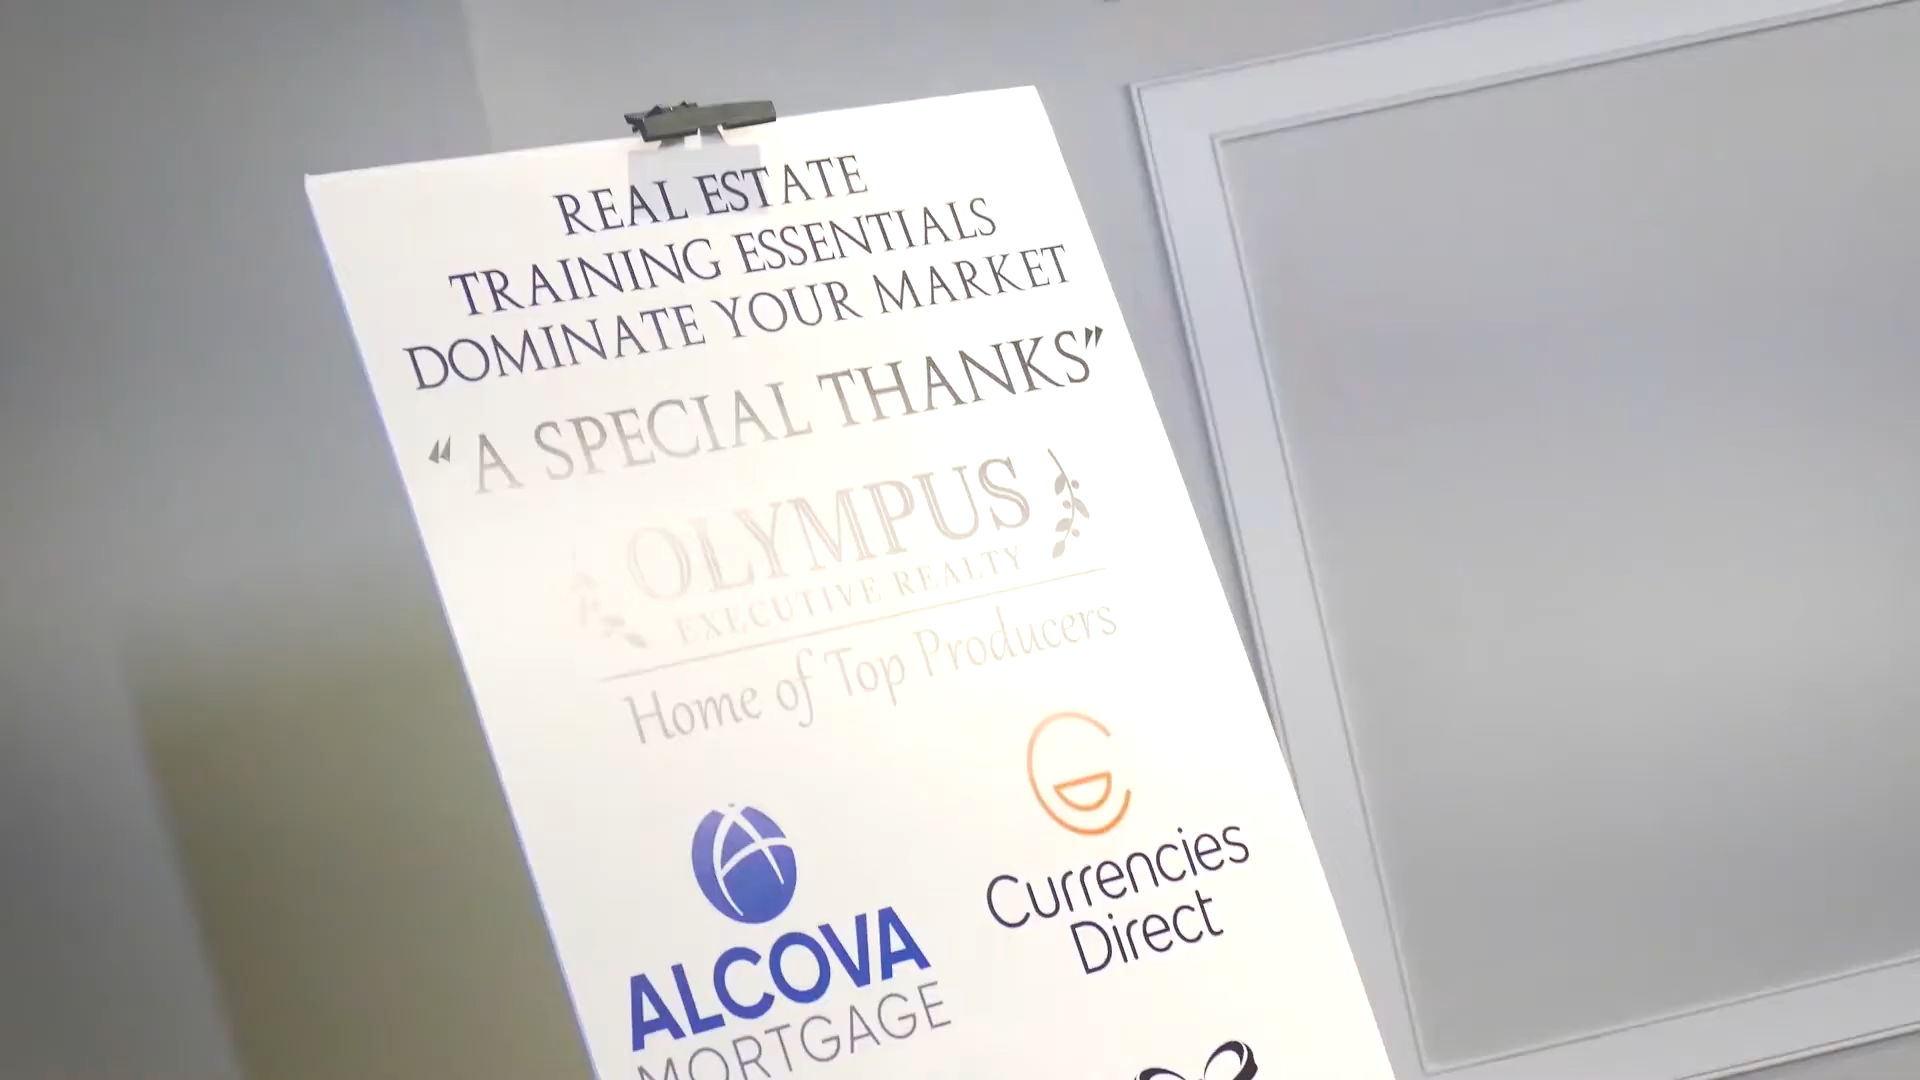 REAL ESTATE
TRAINING ESSENTIALS
DOMINATE YOUR MARKET
“A SPECIAL THANKS”
OLYMPUS
EXECUTIVE REALTY
Home of Top Producers
ALCOVA
MORTGAGE
Currencies
Direct